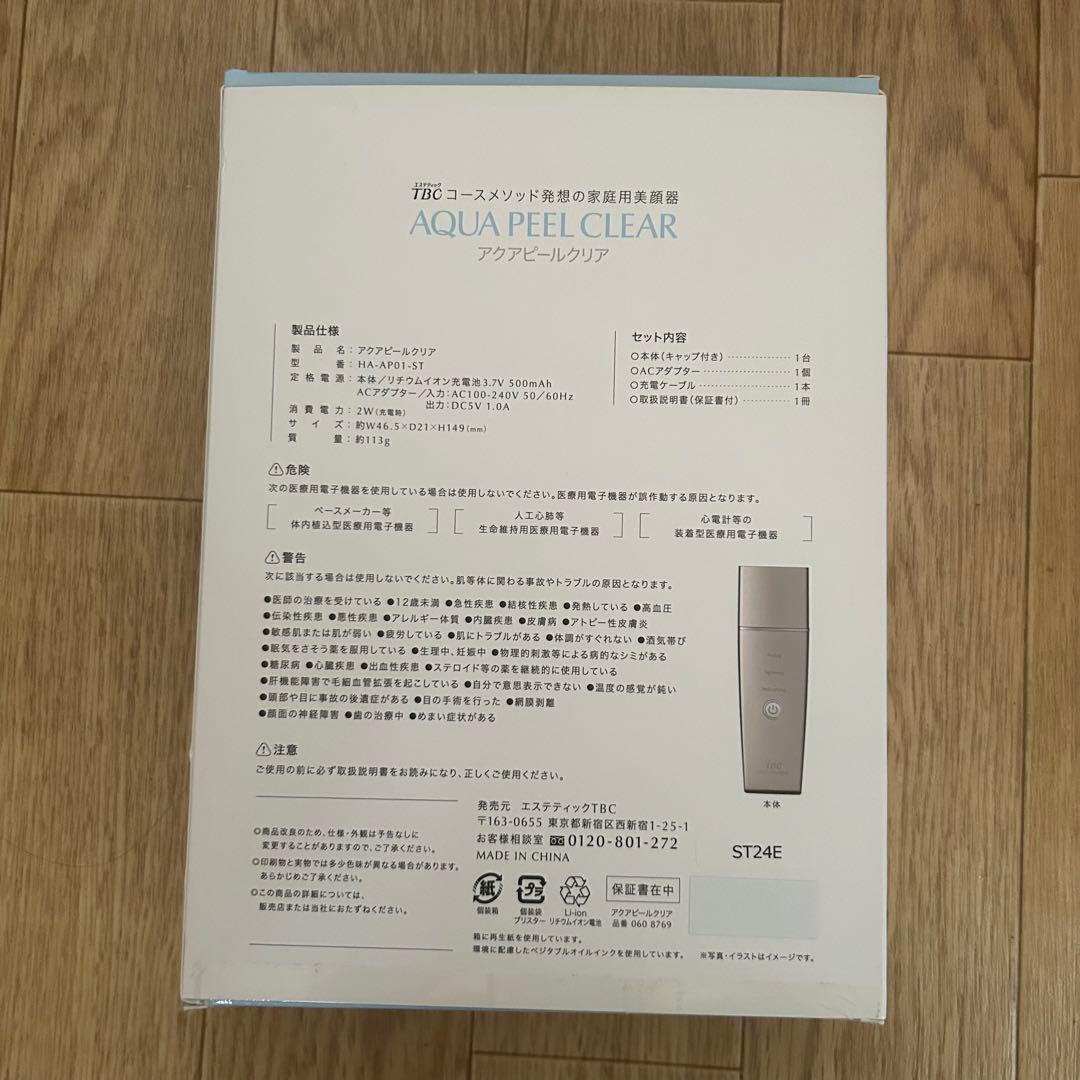 エステティック
TBC コースメソッド発想の家庭用美顔器
AQUA PEEL CLEAR
アクアピールクリア
製品仕様
製品名：アクアピールクリア
型番：HA-AP01-ST
定格電源：本体／リチウムイオン充電池3.7V 500mAh
ACアダプター／入力：AC100-240V 50／60Hz
出力：DC5V 1.0A
消費電力：2W（充電時）
サイズ：約W46.5×D21×H149（mm）
質量：約113g
セット内容
○本体（キャップ付き）‥‥‥‥‥‥ 1台
○ACアダプター‥‥‥‥‥‥‥‥ 1個
○充電ケーブル‥‥‥‥‥‥‥‥ 1本
○取扱説明書（保証書付）‥‥‥‥ 1冊
⚠危険
次の医療用電子機器を使用している場合は使用しないでください。医療用電子機器が誤作動する原因となります。
ペースメーカー等
体内植込型医療用電子機器
人工心肺等
生命維持用医療用電子機器
心電計等の
装着型医療用電子機器
⚠警告
次に該当する場合は使用しないでください。肌等体に関わる事故やトラブルの原因となります。
●医師の治療を受けている ●12歳未満 ●急性疾患 ●結核性疾患 ●発熱している ●高血圧
●伝染性疾患 ●悪性疾患 ●アレルギー体質 ●内臓疾患 ●皮膚病 ●アトピー性皮膚炎
●敏感肌または肌が弱い ●疲労している ●肌にトラブルがある ●体調がすぐれない ●酒気帯び
●眠気をさそう薬を服用している ●生理中、妊娠中 ●物理的刺激等による病的なシミがある
●糖尿病 ●心臓疾患 ●出血性疾患 ●ステロイド等の薬を継続的に使用している
●肝機能障害で毛細血管拡張を起こしている ●自分で意思表示できない ●温度の感覚が鈍い
●頭部や目に事故の後遺症がある ●目の手術を行った ●網膜剥離
●顔面の神経障害 ●歯の治療中 ●めまい症状がある
⚠注意
ご使用の前に必ず取扱説明書をお読みになり、正しくご使用ください。
TBC
本体
◎商品改良のため、仕様・外観は予告なしに
変更することがありますので、ご了承ください。
◎印刷物と実物では多少色味が異なる場合があります。
あらかじめご了承ください。
◎この商品の詳細については、
販売店または当社におたずねください。
発売元 エステティックTBC
〒163-0655 東京都新宿区西新宿1-25-1
お客様相談室 0120-801-272
MADE IN CHINA
ST24E
紙
個装箱
プラ
個装袋
ブリスター
Li-ion
リチウムイオン電池
保証書在中
アクアピールクリア
品番 060 8769
箱に再生紙を使用しています。
環境に配慮したベジタブルオイルインクを使用しています。
※写真・イラストはイメージです。